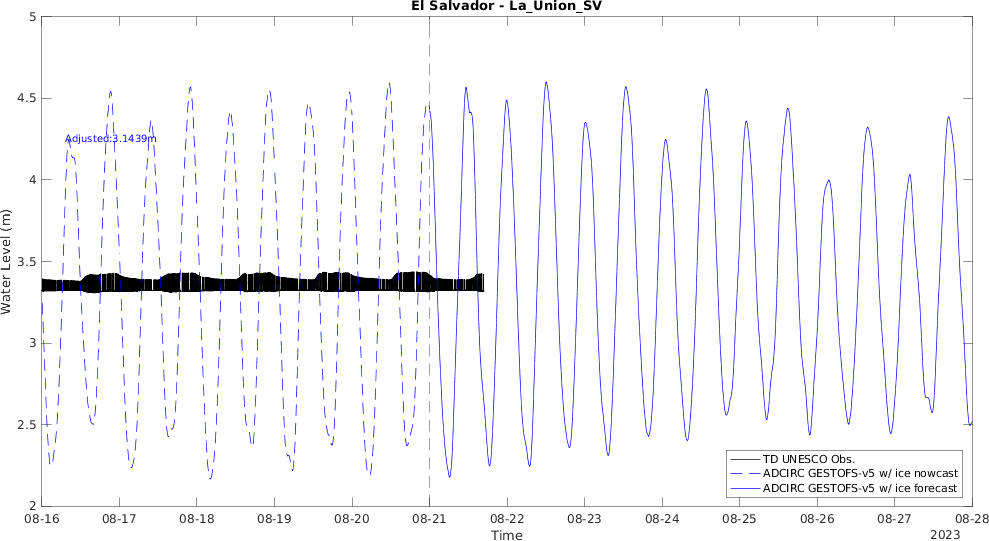 El Salvador - La_Union_SV
5
4.5
4
3.5
3
2.5
2
Water Level (m)
Adjusted:3.1439m
TD UNESCO Obs.
ADCIRC GESTOFS-v5 w/ ice nowcast
ADCIRC GESTOFS-v5 w/ ice forecast
08-16 08-17 08-18 08-19 08-20 08-21 08-22 08-23 08-24 08-25 08-26 08-27 08-28
Time
2023